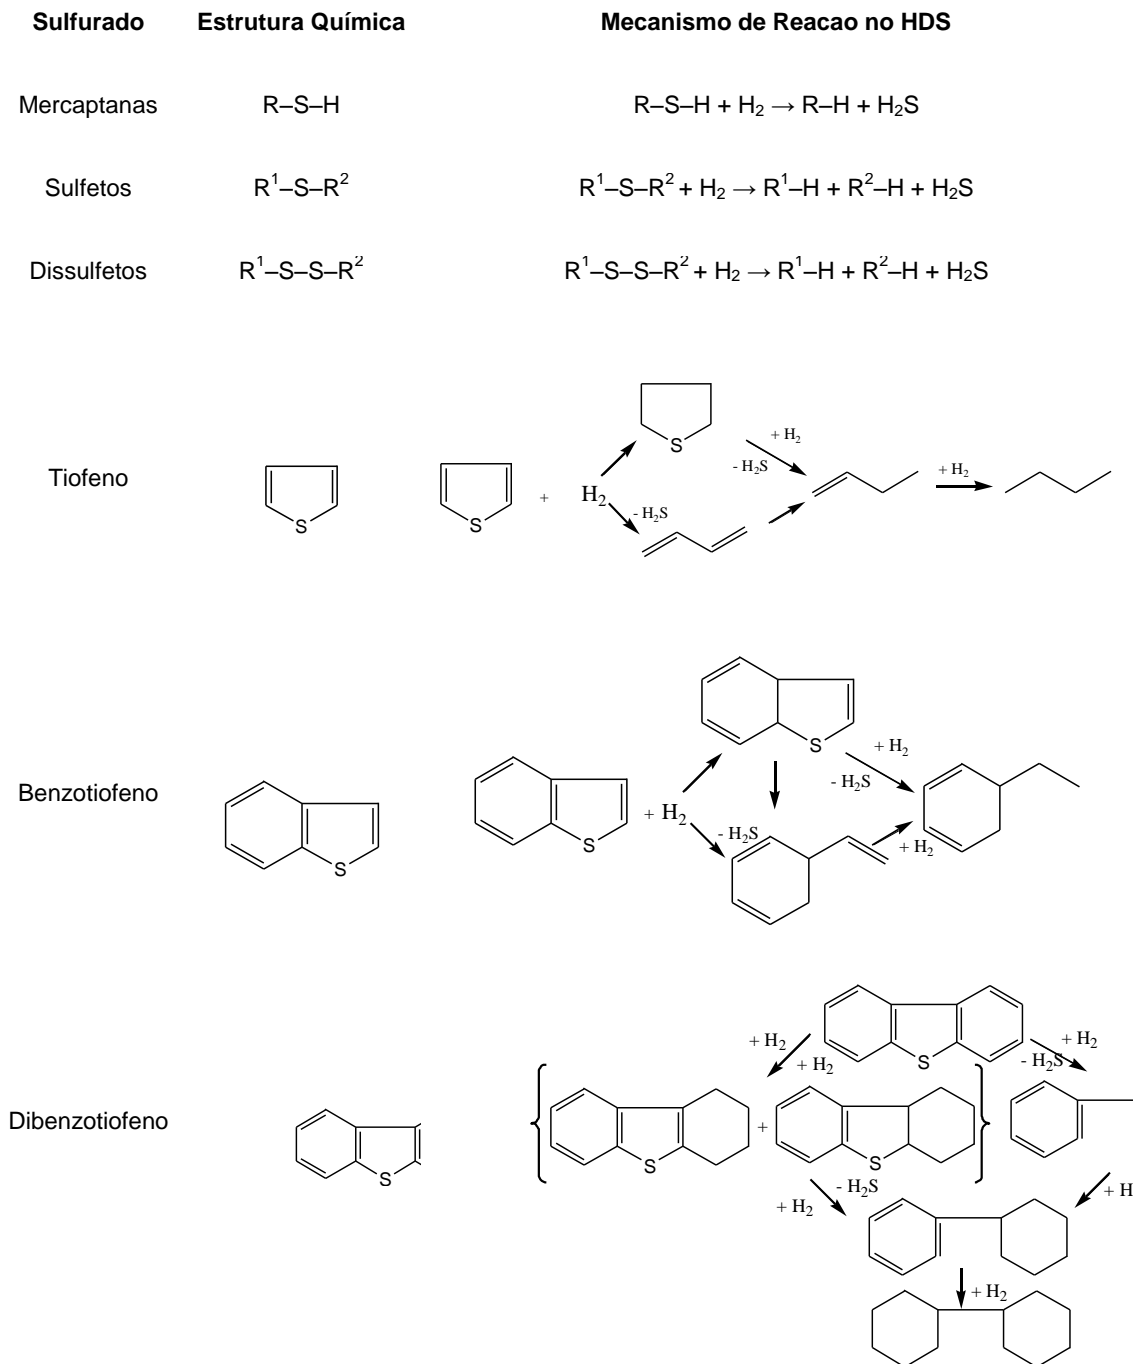 Sulfurado Estrutura Química Mecanismo de Reacao no HDS
Mercaptanas R–S–H R–S–H + H₂ → R–H + H₂S
Sulfetos R¹–S–R² R¹–S–R² + H₂ → R¹–H + R²–H + H₂S
Dissulfetos R¹–S–S–R² R¹–S–S–R² + H₂ → R¹–H + R²–H + H₂S
S
+ H₂
- H₂S
+ H₂
Tiofeno
S
S
+
H₂
- H₂S
S
+ H₂
- H₂S
Benzotiofeno
S
S
+ H₂
- H₂S
+ H₂
S
+ H₂
+ H₂
+ H₂
- H₂S
Dibenzotiofeno
S
S
+
S
- H₂S
+ H₂
+ H
+ H₂